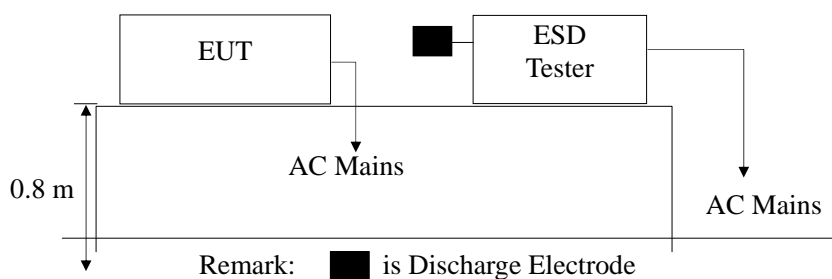 EUT
ESD
Tester
AC Mains
0.8 m
AC Mains
Remark: is Discharge Electrode